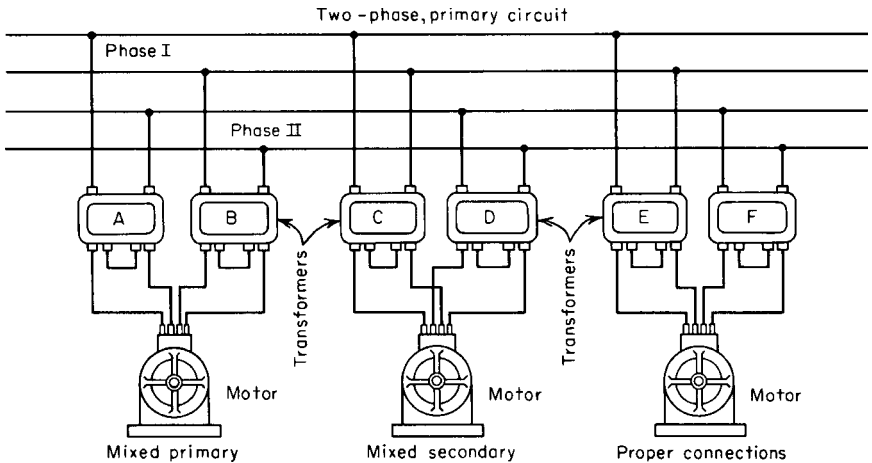 Two-phase, primary circuit
Phase I
Phase II
A
B
C
D
E
F
Transformers
Transformers
Motor
Motor
Motor
Mixed primary
Mixed secondary
Proper connections